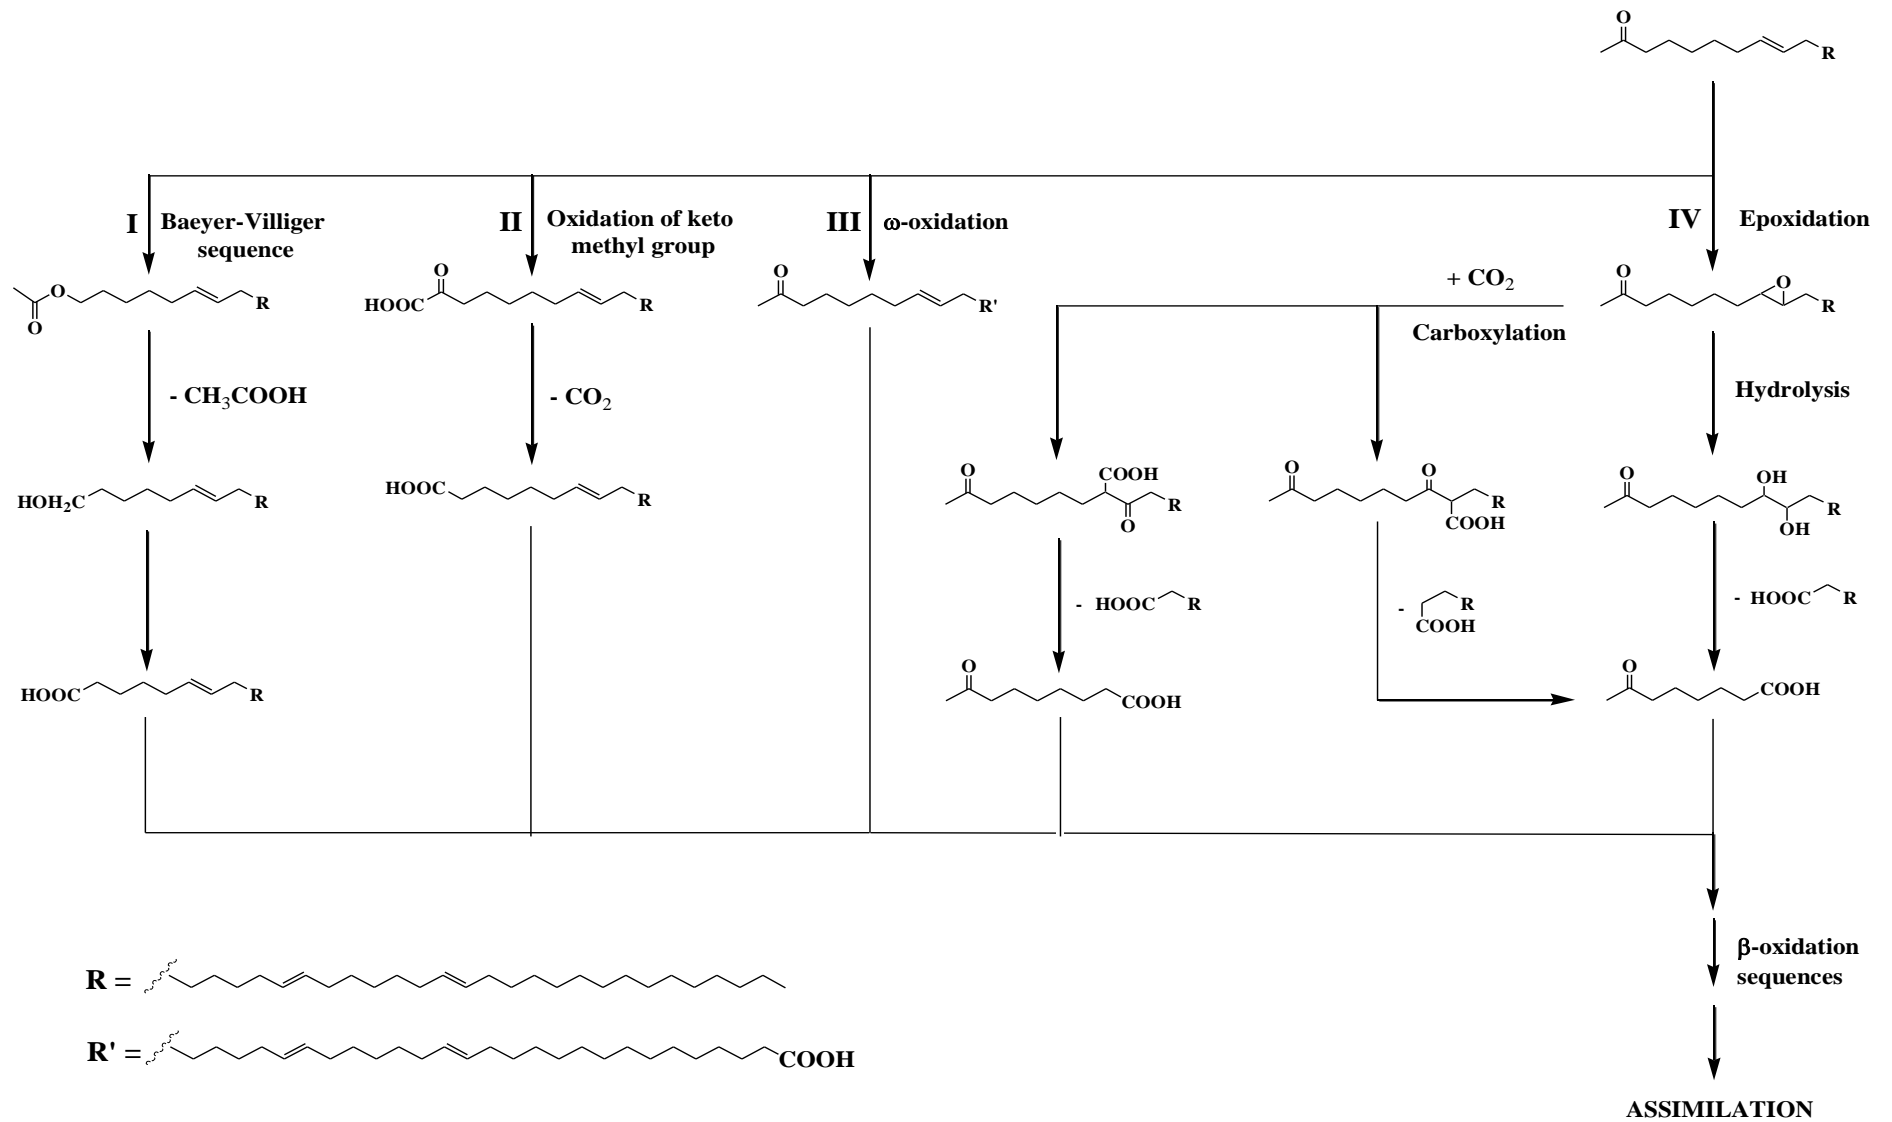 O
R
I
Baeyer-Villiger
sequence
II
Oxidation of keto
methyl group
III
ω-oxidation
IV
Epoxidation
O
O
R
O
HOOC
R
O
R'
+ CO2
Carboxylation
O
O
R
- CH3COOH
- CO2
Hydrolysis
HOH2C
R
HOOC
R
O
COOH
O
R
O
O
R
COOH
O
OH
OH
R
- HOOC
R
-
R
COOH
- HOOC
R
HOOC
R
O
COOH
O
COOH
β-oxidation
sequences
R =
R' =
COOH
ASSIMILATION